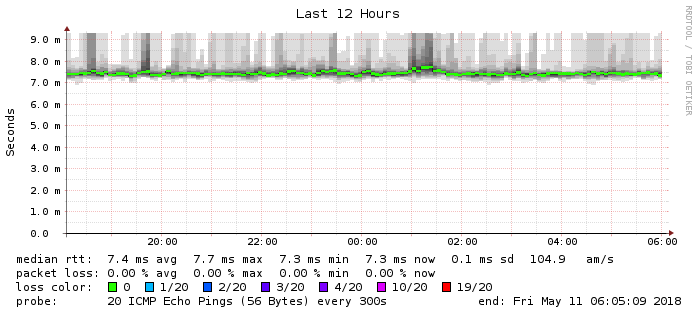 Last 12 Hours
RRDTOOL / TOBI OETIKER
Seconds
9.0 m
8.0 m
7.0 m
6.0 m
5.0 m
4.0 m
3.0 m
2.0 m
1.0 m
0.0
20:00 22:00 00:00 02:00 04:00 06:00
median rtt: 7.4 ms avg 7.7 ms max 7.3 ms min 7.3 ms now 0.1 ms sd 104.9 am/s
packet loss: 0.00 % avg 0.00 % max 0.00 % min 0.00 % now
loss color: 0 1/20 2/20 3/20 4/20 10/20 19/20
probe: 20 ICMP Echo Pings (56 Bytes) every 300s end: Fri May 11 06:05:09 2018